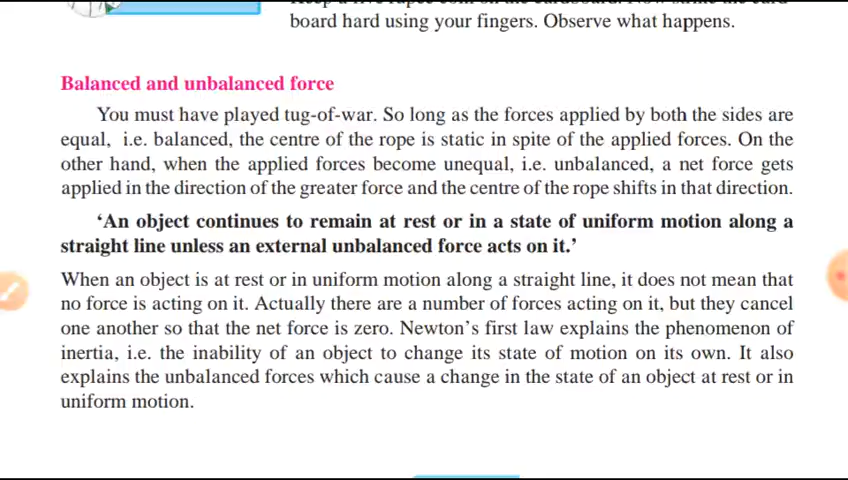 board hard using your fingers. Observe what happens.
Balanced and unbalanced force
You must have played tug-of-war. So long as the forces applied by both the sides are
equal, i.e. balanced, the centre of the rope is static in spite of the applied forces. On the
other hand, when the applied forces become unequal, i.e. unbalanced, a net force gets
applied in the direction of the greater force and the centre of the rope shifts in that direction.
‘An object continues to remain at rest or in a state of uniform motion along a
straight line unless an external unbalanced force acts on it.’
When an object is at rest or in uniform motion along a straight line, it does not mean that
no force is acting on it. Actually there are a number of forces acting on it, but they cancel
one another so that the net force is zero. Newton’s first law explains the phenomenon of
inertia, i.e. the inability of an object to change its state of motion on its own. It also
explains the unbalanced forces which cause a change in the state of an object at rest or in
uniform motion.